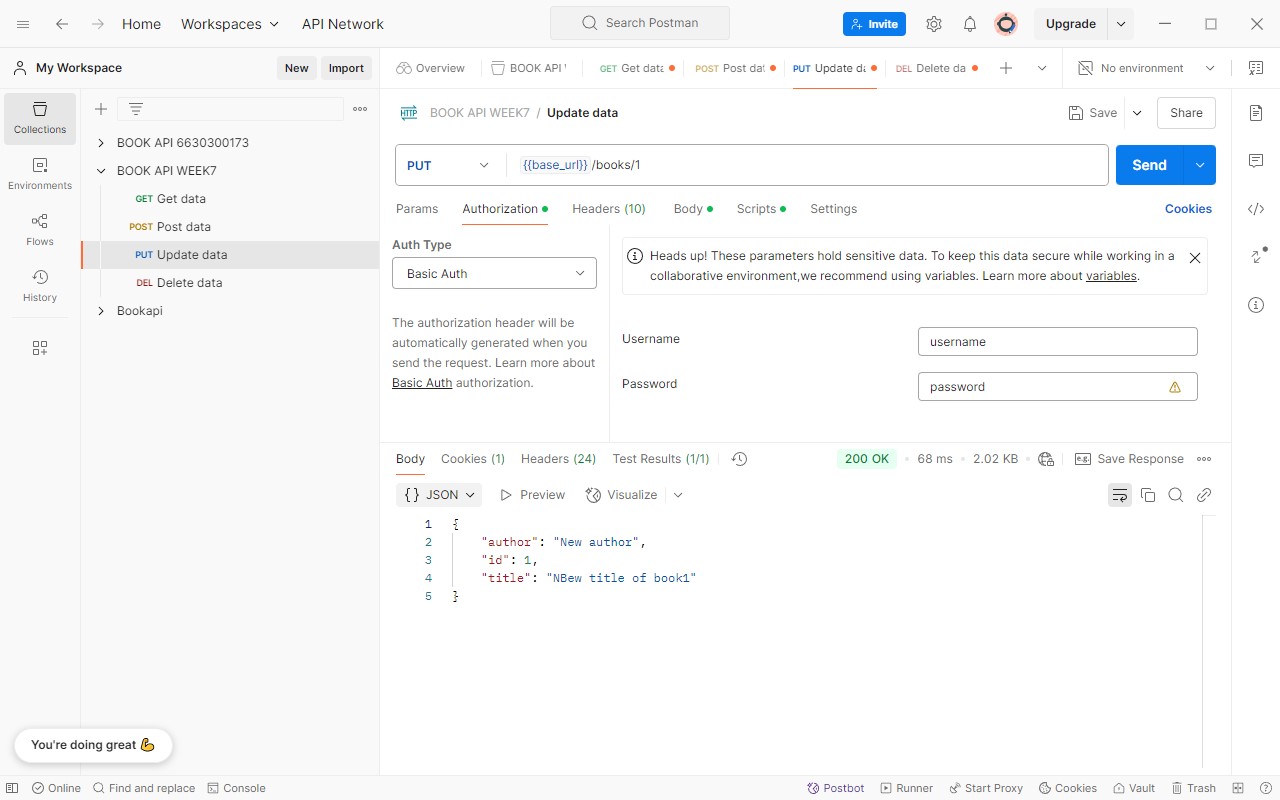 Home Workspaces API Network Search Postman Invite Upgrade
My Workspace New Import Overview BOOK API GET Get data POST Post dat PUT Update da DEL Delete da No environment
Collections
Environments
Flows
History
BOOK API 6630300173
BOOK API WEEK7
GET Get data
POST Post data
PUT Update data
DEL Delete data
Bookapi
HTTP BOOK API WEEK7 / Update data Save Share
PUT {{base_url}} /books/1 Send
Params Authorization Headers (10) Body Scripts Settings Cookies
Auth Type
Basic Auth
The authorization header will be
automatically generated when you
send the request. Learn more about
Basic Auth authorization.
Heads up! These parameters hold sensitive data. To keep this data secure while working in a
collaborative environment,we recommend using variables. Learn more about variables.
Username username
Password password
Body Cookies (1) Headers (24) Test Results (1/1) 200 OK 68 ms 2.02 KB e.g. Save Response
{} JSON Preview Visualize
1 {
2 "author": "New author",
3 "id": 1,
4 "title": "NBew title of book1"
5 }
You're doing great 💪
Online Find and replace Console Postbot Runner Start Proxy Cookies Vault Trash